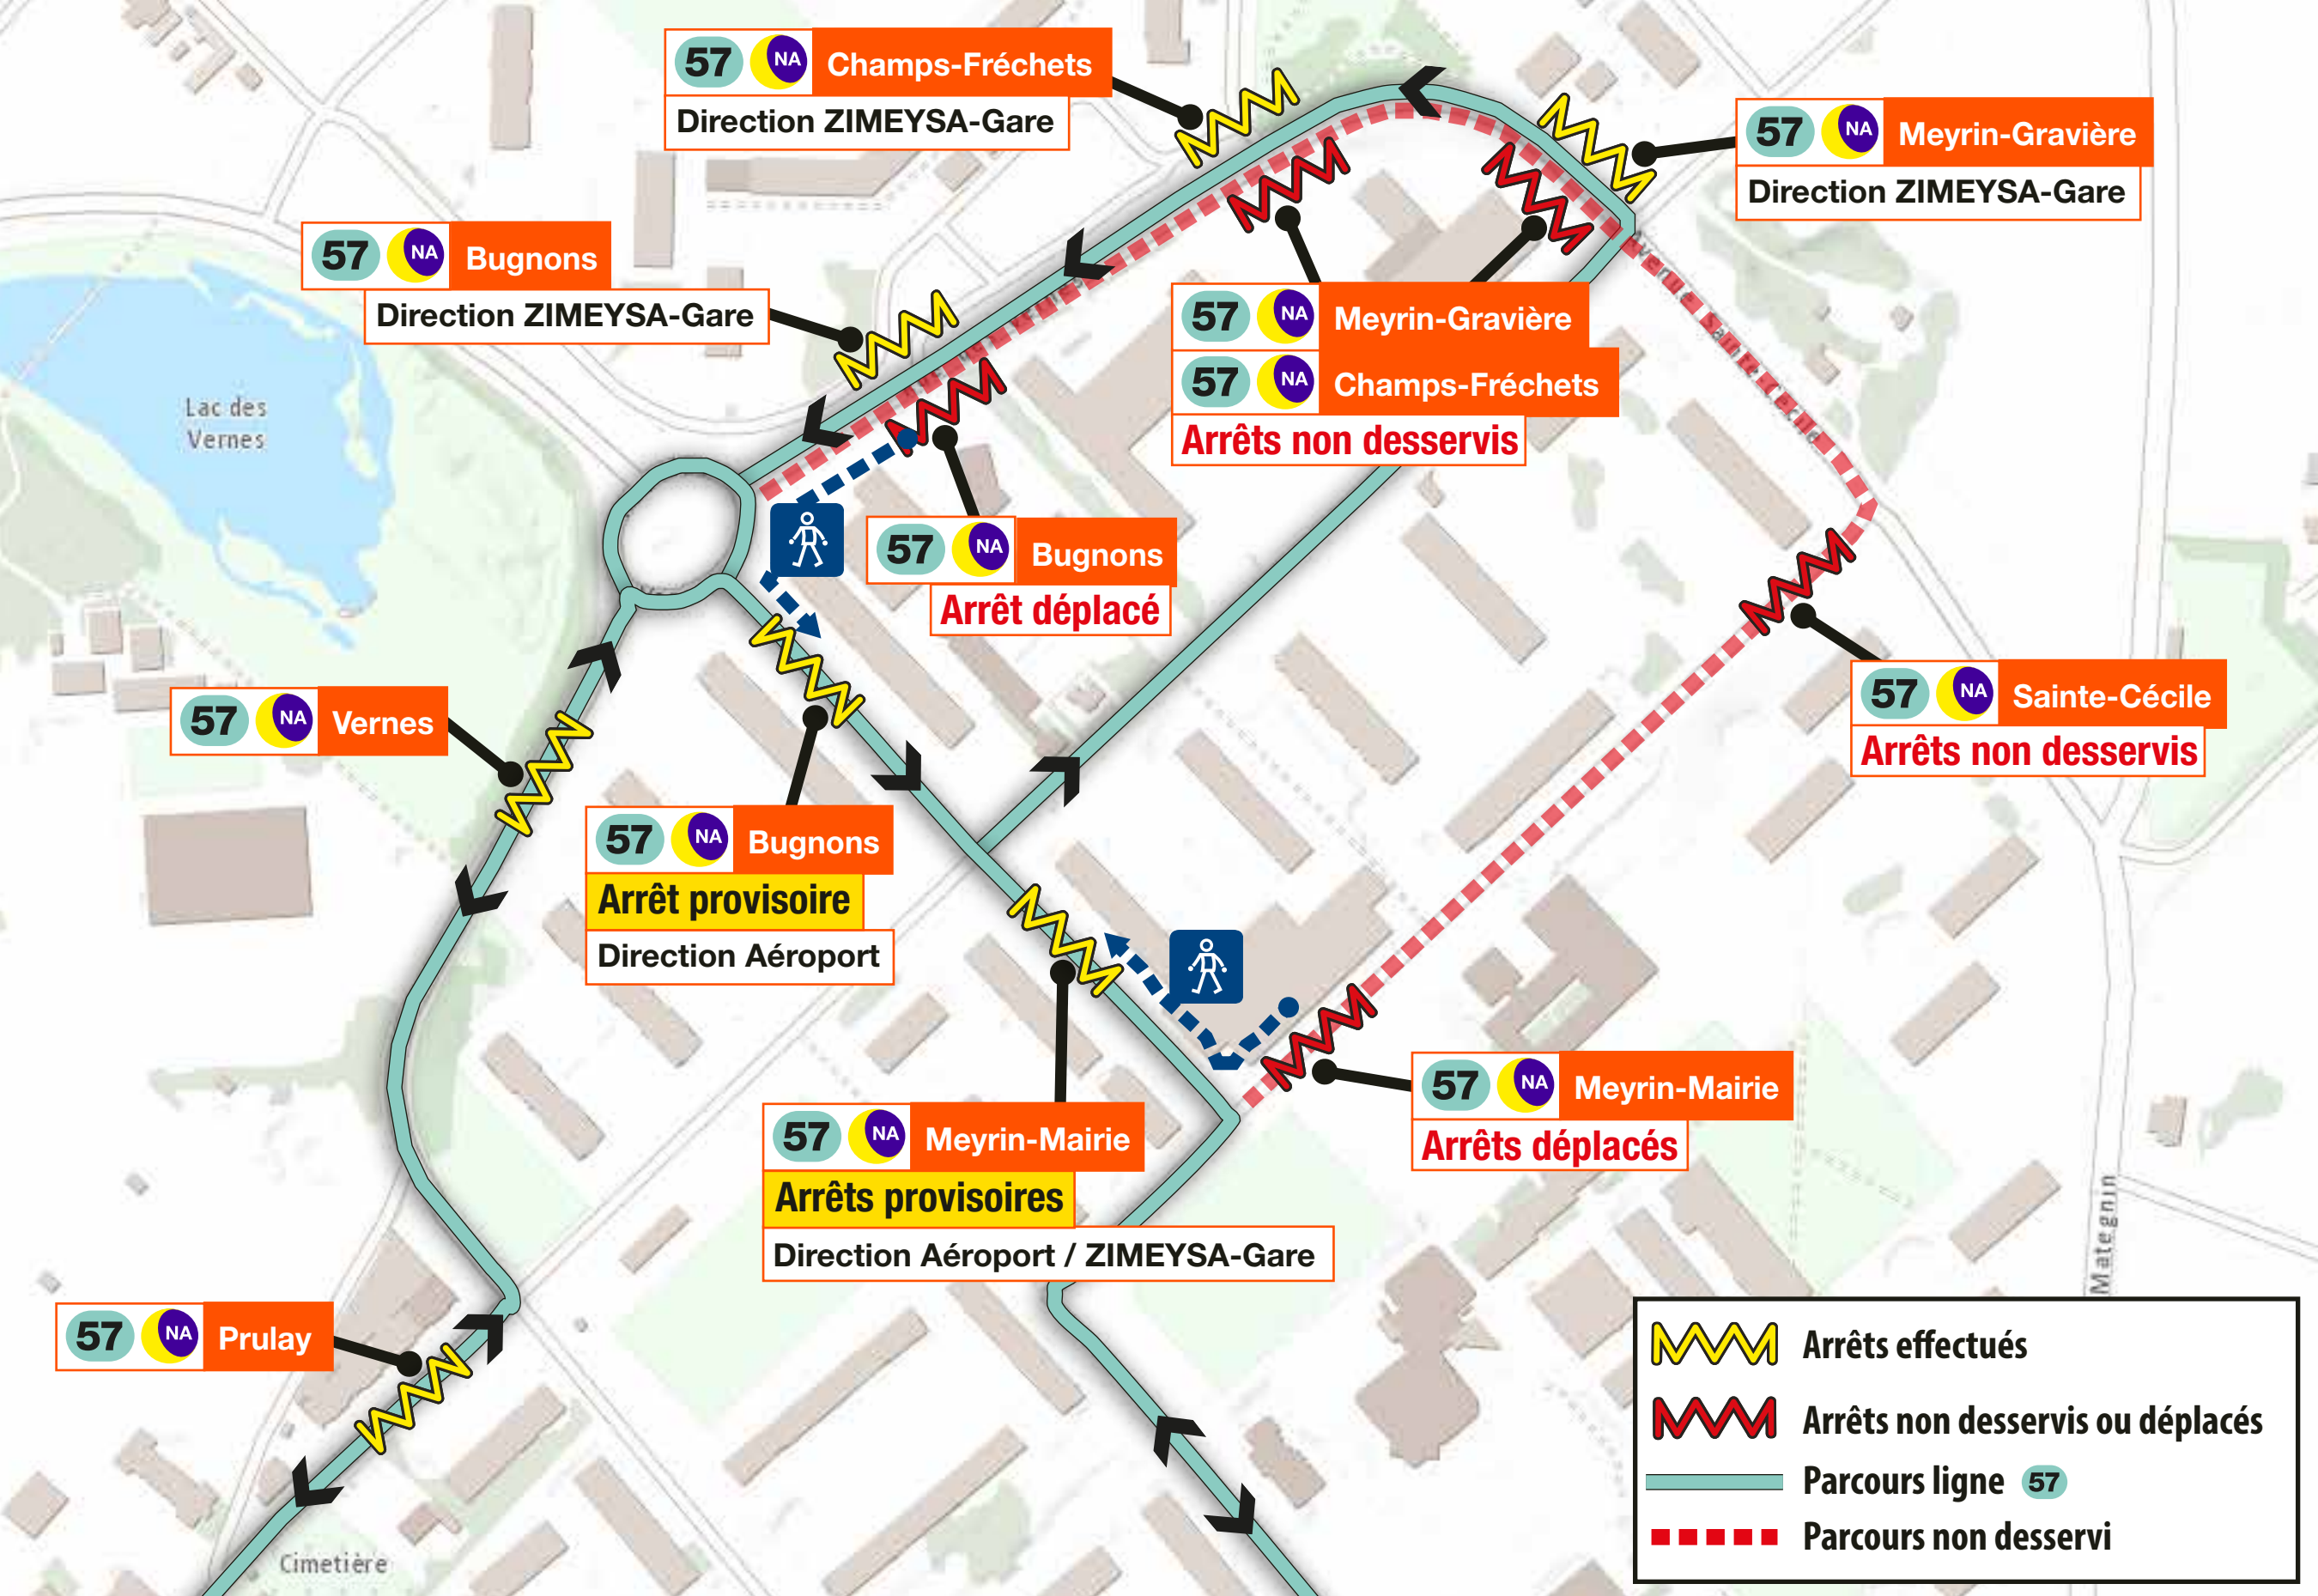 57 NA Champs-Fréchets
Direction ZIMEYSA-Gare
57 NA Meyrin-Gravière
Direction ZIMEYSA-Gare
57 NA Bugnons
Direction ZIMEYSA-Gare
57 NA Meyrin-Gravière
57 NA Champs-Fréchets
Arrêts non desservis
Lac des
Vernes
57 NA Bugnons
Arrêt déplacé
57 NA Sainte-Cécile
Arrêts non desservis
57 NA Vernes
57 NA Bugnons
Arrêt provisoire
Direction Aéroport
57 NA Meyrin-Mairie
Arrêts déplacés
57 NA Meyrin-Mairie
Arrêts provisoires
Direction Aéroport / ZIMEYSA-Gare
Mategnin
57 NA Prulay
Arrêts effectués
Arrêts non desservis ou déplacés
Parcours ligne 57
Parcours non desservi
Cimetière